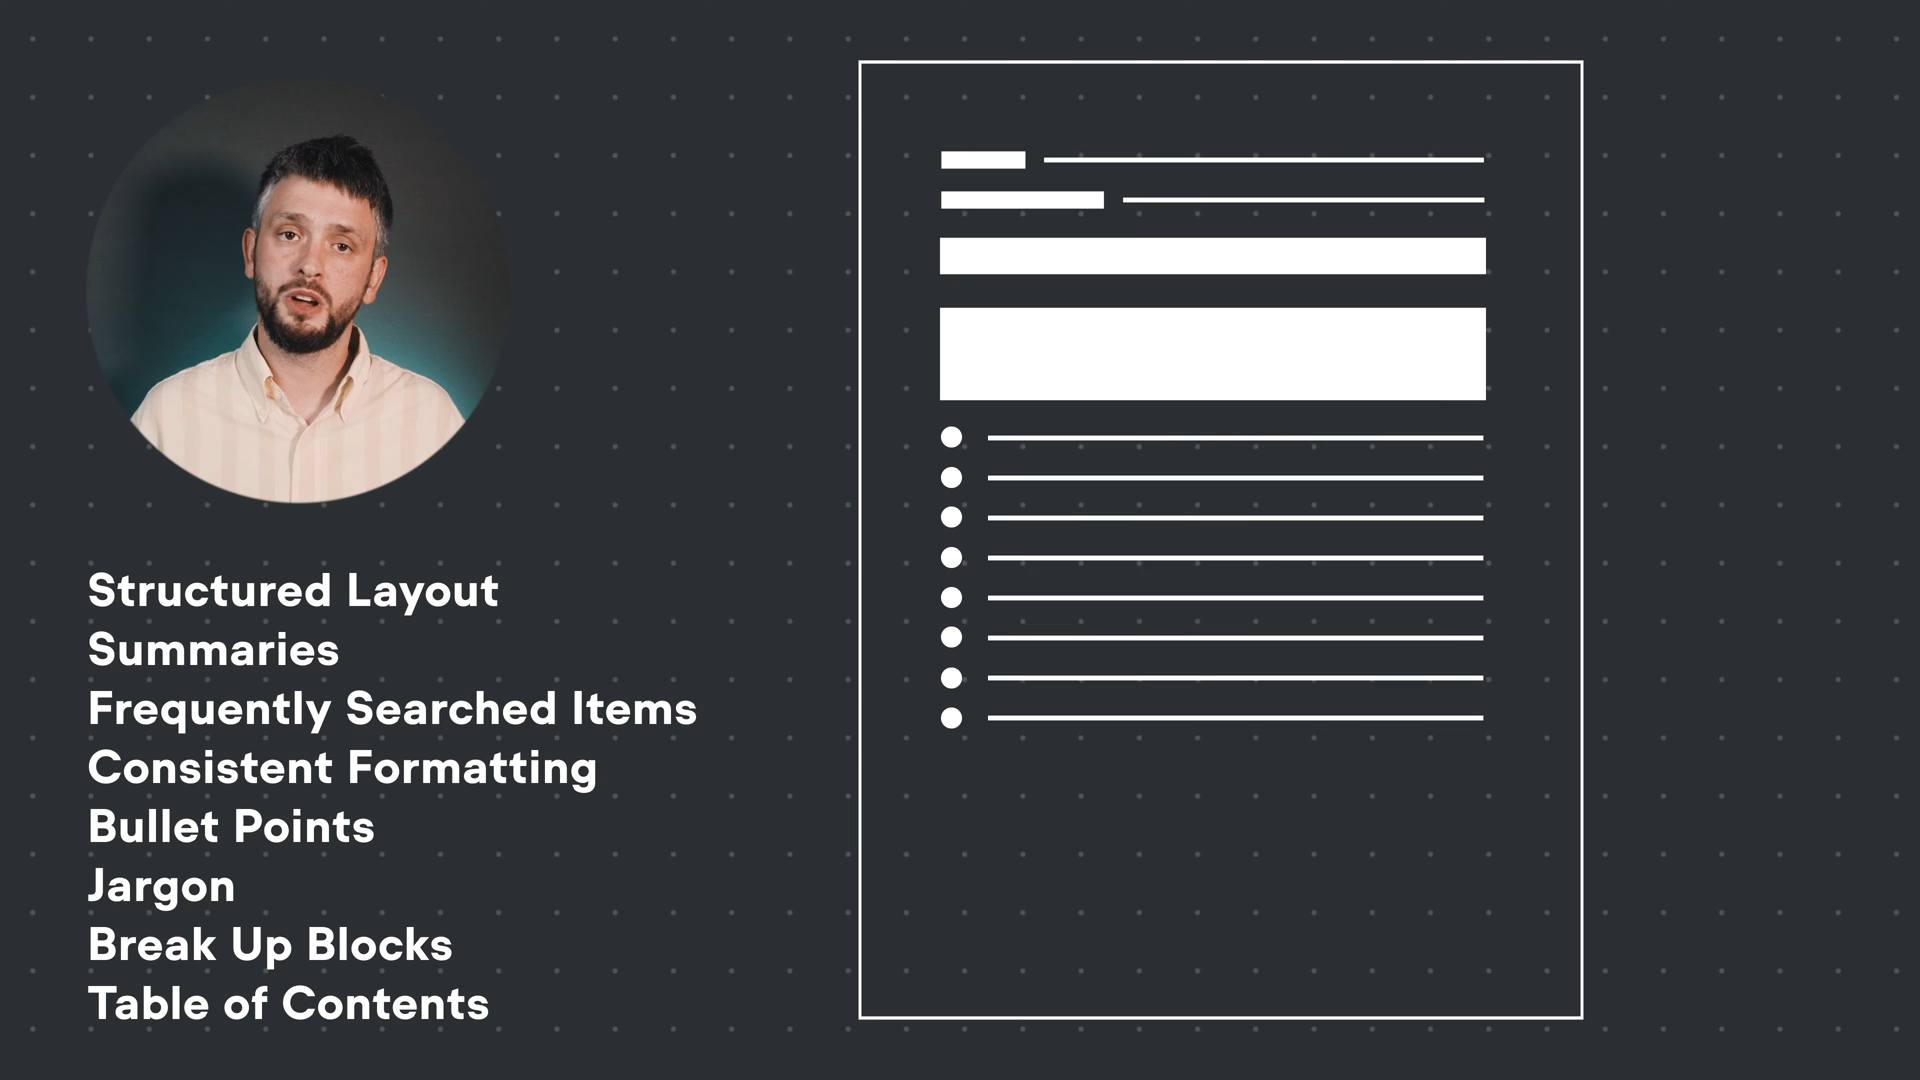 Structured Layout
Summaries
Frequently Searched Items
Consistent Formatting
Bullet Points
Jargon
Break Up Blocks
Table of Contents